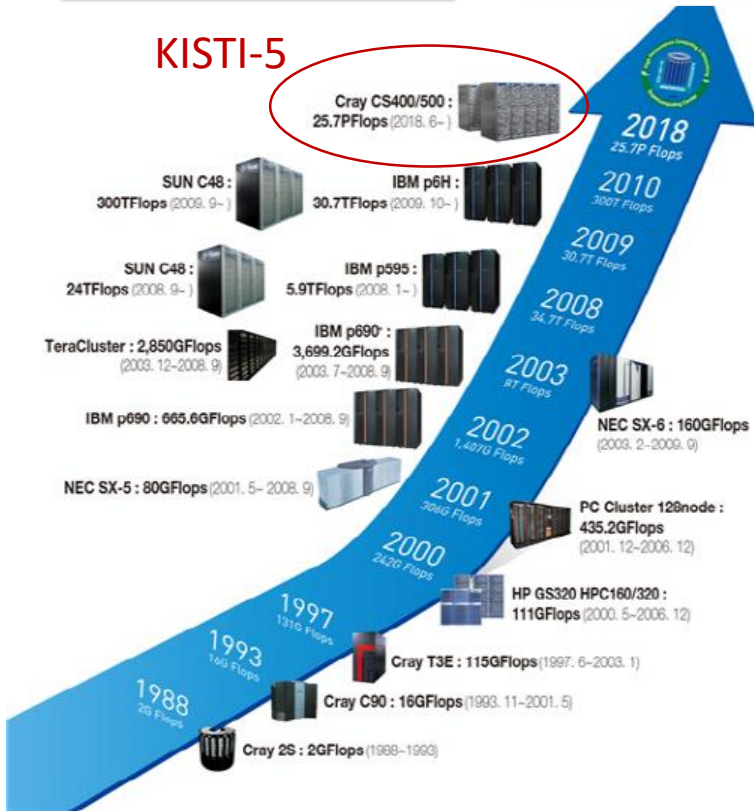 KISTI-5
Cray CS400/500 :
25.7PFlops (2018. 6~ )
SUN C48 :
300TFlops (2009. 9~ )
IBM p6H :
30.7TFlops (2009. 10~ )
SUN C48 :
24TFlops (2008. 9~ )
IBM p595 :
5.9TFlops (2008. 1~ )
TeraCluster : 2,850GFlops
(2003. 12~2008. 9)
IBM p690+ :
3,699.2GFlops
(2003. 7~2008. 9)
IBM p690 : 665.6GFlops (2002. 1~2008. 9)
NEC SX-5 : 80GFlops (2001. 5~ 2008. 9)
2018
25.7P Flops
2010
300T Flops
2009
30.7T Flops
2008
34.7T Flops
2003
9T Flops
2002
1,407G Flops
2001
306G Flops
2000
242G Flops
1997
131G Flops
1993
16G Flops
1988
2G Flops
NEC SX-6 : 160GFlops
(2003. 2~2009. 9)
PC Cluster 128node :
435.2GFlops
(2001. 12~2006. 12)
HP GS320 HPC160/320 :
111GFlops (2000. 5~2006. 12)
Cray T3E : 115GFlops (1997. 6~2003. 1)
Cray C90 : 16GFlops (1993. 11~2001. 5)
Cray 2S : 2GFlops (1988~1993)